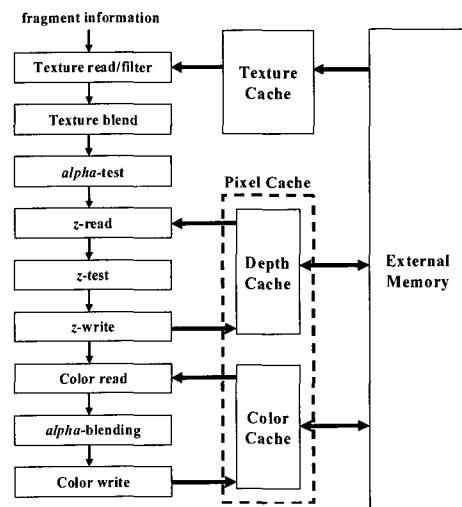 fragment information
Texture read/filter
Texture blend
alpha-test
z-read
z-test
z-write
Color read
alpha-blending
Color write
Texture
Cache
Pixel Cache
Depth
Cache
Color
Cache
External
Memory